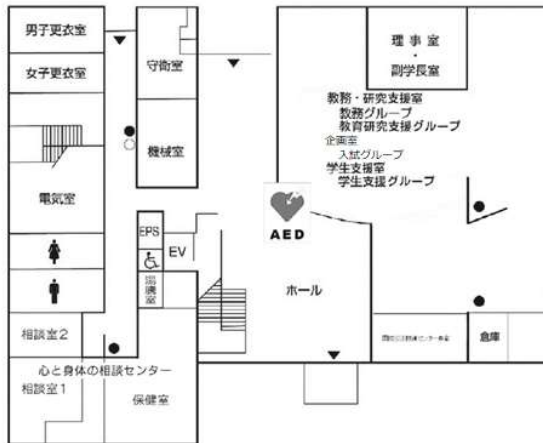 男子更衣室
女子更衣室
守衛室
機械室
電気室
理事室
・
副学長室
教務・研究支援室
教務グループ
教育研究支援グループ
企画室
入試グループ
学生支援室
学生支援グループ
AED
EPS
EV
湯沸室
ホール
相談室2
心と身体の相談センター
相談室1
保健室
倉庫